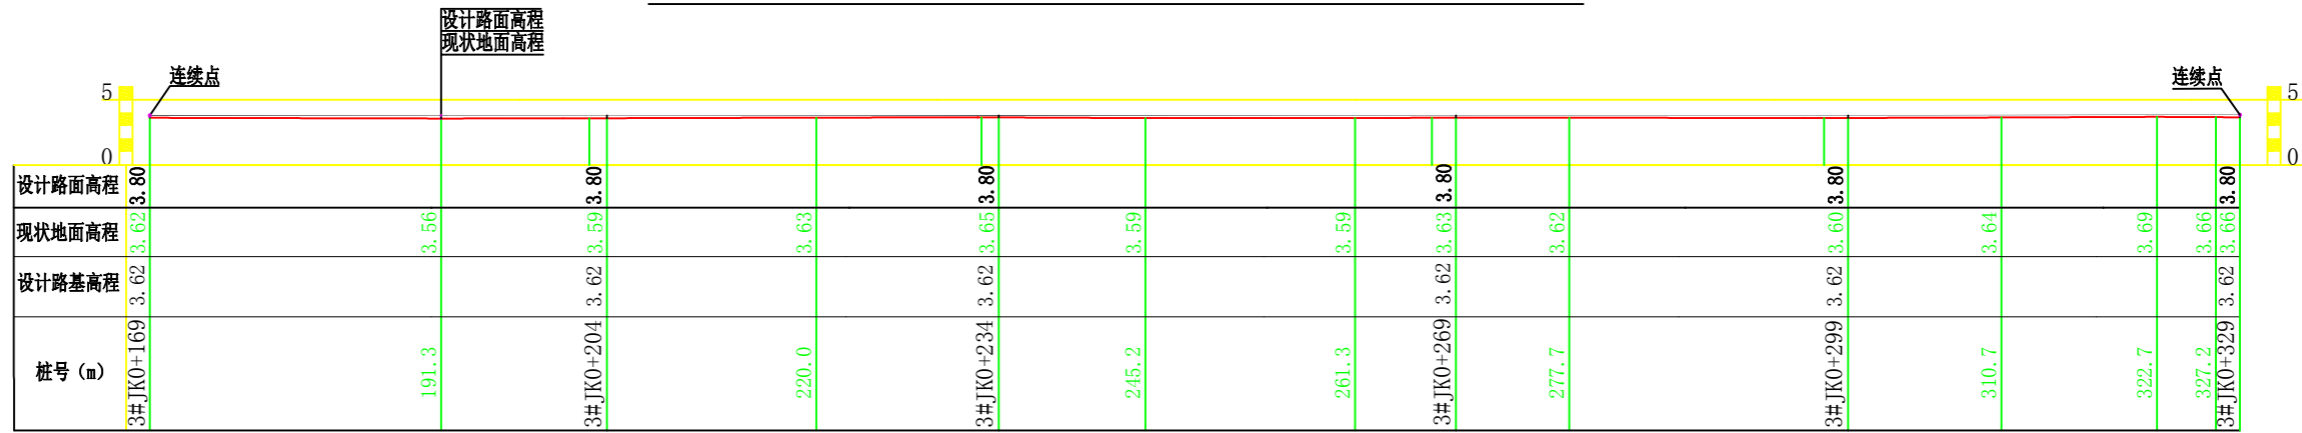 设计路面高程
现状地面高程
连续点
连续点
5
5
0
0
设计路面高程 3.80 3.80 3.80 3.80 3.80 3.80
现状地面高程 3.62 3.56 3.59 3.63 3.65 3.59 3.59 3.63 3.62 3.60 3.64 3.69 3.66 3.66
设计路基高程 3.62 3.62 3.62 3.62 3.62 3.62
桩号（m） 3#JK0+169 191.3 3#JK0+204 220.0 3#JK0+234 245.2 261.3 3#JK0+269 277.7 3#JK0+299 310.7 322.7 327.2 3#JK0+329